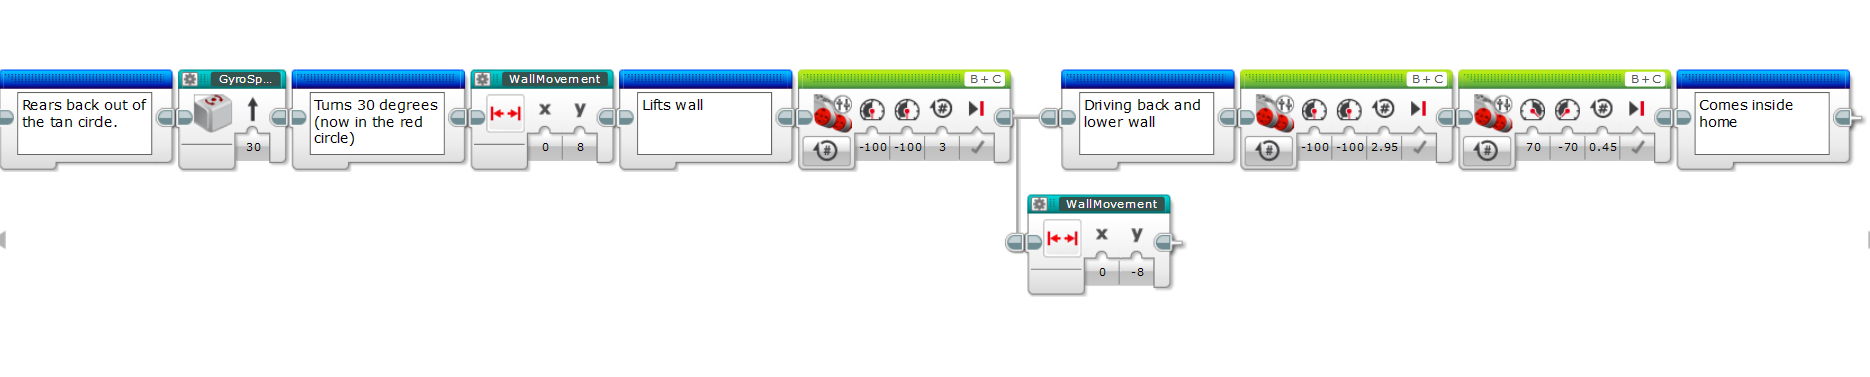 Rears back out of
the tan circle.
GyroSp...
30
Turns 30 degrees
(now in the red
circle)
WallMovement
x y
0 8
Lifts wall
B + C
#
#
-100 -100 3
Driving back and
lower wall
B + C
#
#
-100 -100 2.95
B + C
#
#
70 -70 0.45
Comes inside
home
WallMovement
x y
0 -8